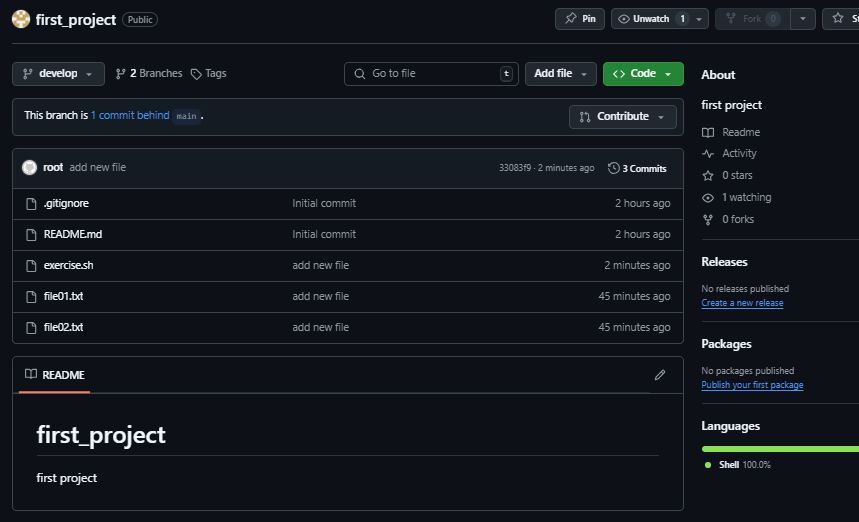 first_project Public
Pin
Unwatch 1
Fork 0
develop
2 Branches
Tags
Go to file t
Add file
Code
This branch is 1 commit behind main .
Contribute
root add new file 33083f9 · 2 minutes ago 3 Commits
.gitignore Initial commit 2 hours ago
README.md Initial commit 2 hours ago
exercise.sh add new file 2 minutes ago
file01.txt add new file 45 minutes ago
file02.txt add new file 45 minutes ago
README
first_project
first project
About
first project
Readme
Activity
0 stars
1 watching
0 forks
Releases
No releases published
Create a new release
Packages
No packages published
Publish your first package
Languages
Shell 100.0%